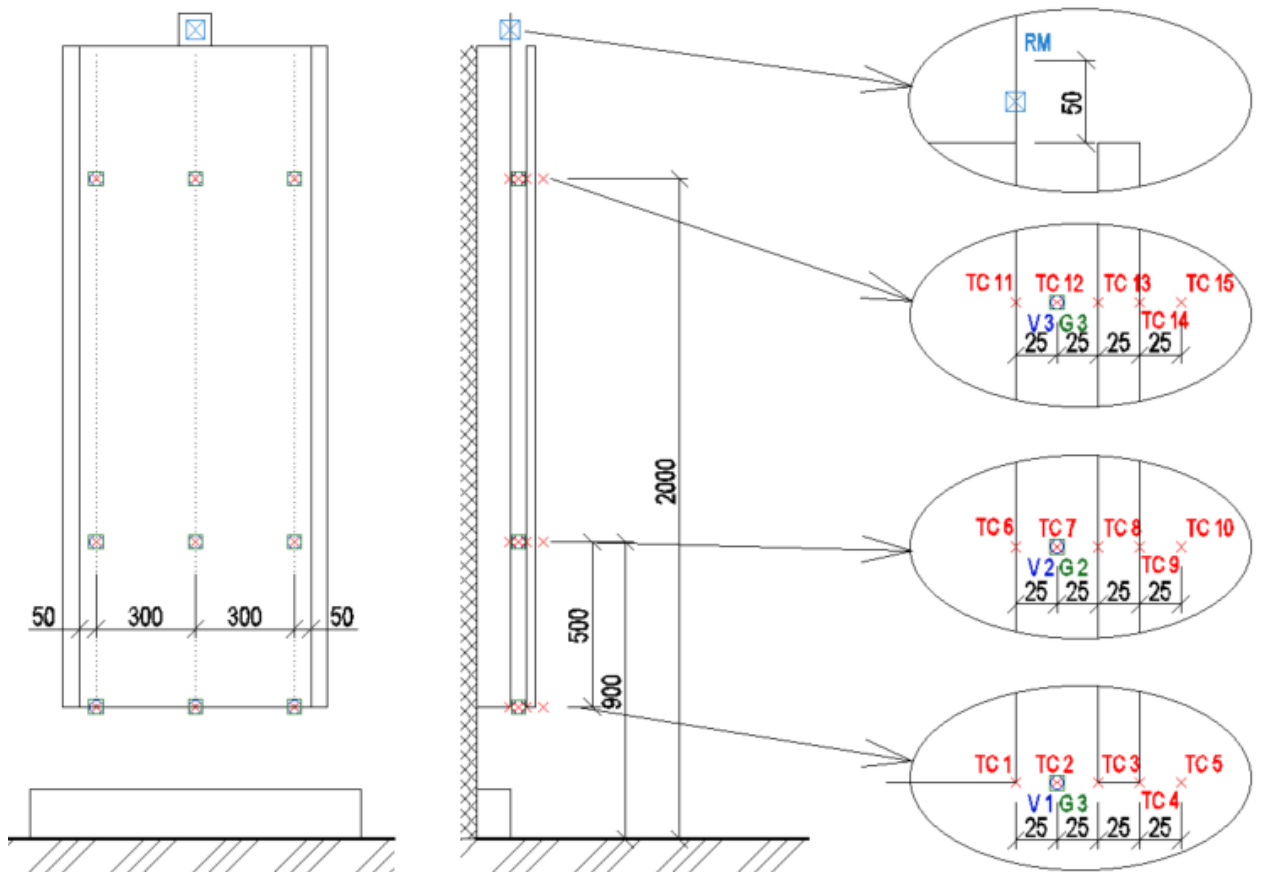 RM
50
TC 11 TC 12 TC 13 TC 15
V 3 G 3 TC 14
25 25 25 25
2000
TC 6 TC 7 TC 8 TC 10
V 2 G 2 TC 9
25 25 25 25
50 300 300 50
500
900
TC 1 TC 2 TC 3 TC 5
V 1 G 3 TC 4
25 25 25 25